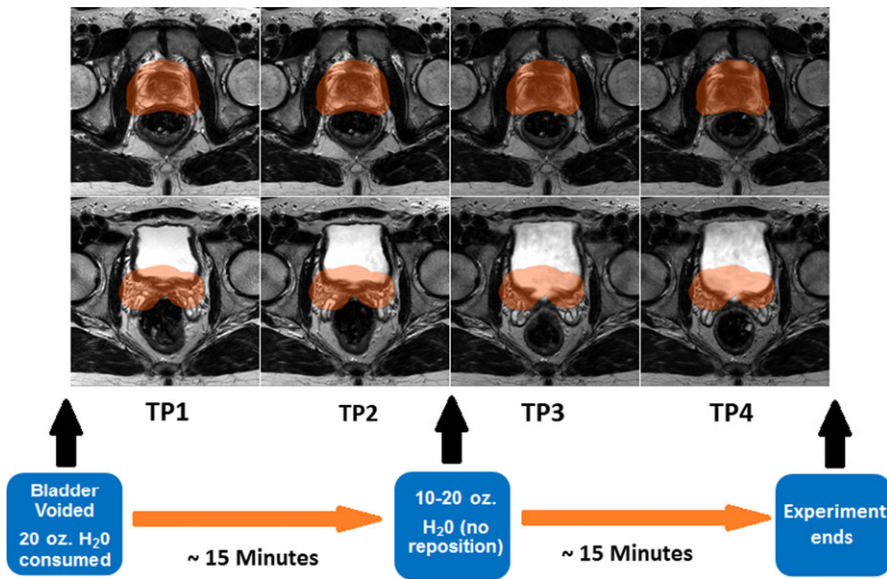 TP1 TP2 TP3 TP4
Bladder
Voided
20 oz. H₂0
consumed
~ 15 Minutes
10-20 oz.
H₂0 (no
reposition)
~ 15 Minutes
Experiment
ends